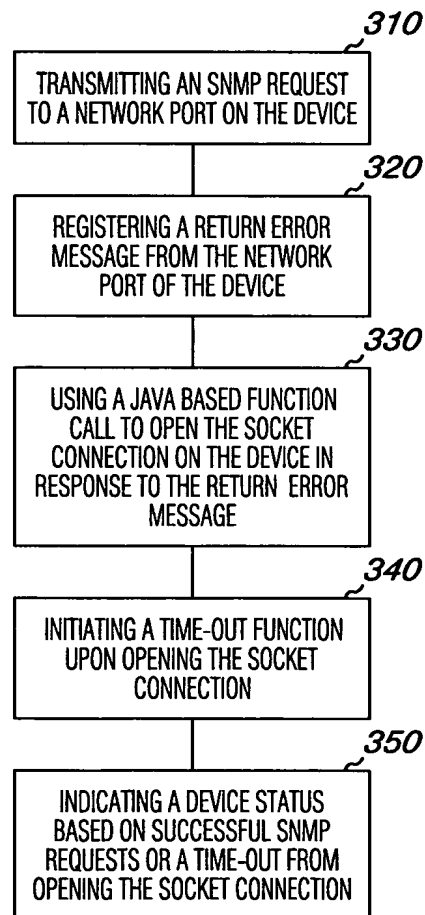 310
TRANSMITTING AN SNMP REQUEST
TO A NETWORK PORT ON THE DEVICE
320
REGISTERING A RETURN ERROR
MESSAGE FROM THE NETWORK
PORT OF THE DEVICE
330
USING A JAVA BASED FUNCTION
CALL TO OPEN THE SOCKET
CONNECTION ON THE DEVICE IN
RESPONSE TO THE RETURN ERROR
MESSAGE
340
INITIATING A TIME-OUT FUNCTION
UPON OPENING THE SOCKET
CONNECTION
350
INDICATING A DEVICE STATUS
BASED ON SUCCESSFUL SNMP
REQUESTS OR A TIME-OUT FROM
OPENING THE SOCKET CONNECTION